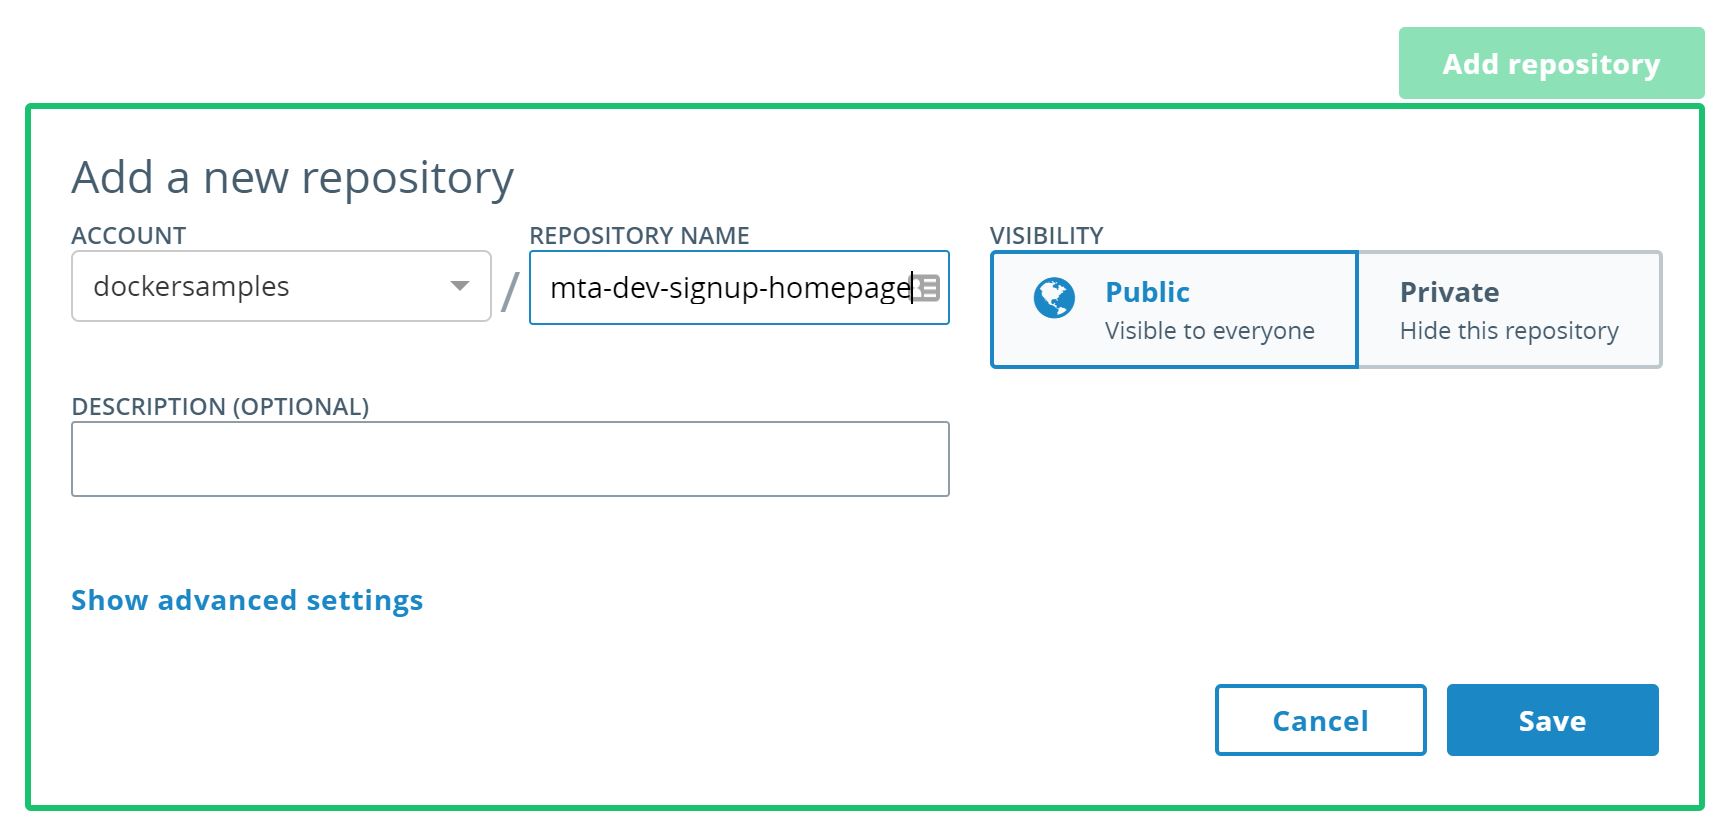 Add repository
Add a new repository
ACCOUNT
REPOSITORY NAME
VISIBILITY
dockersamples
/
mta-dev-signup-homepage
Public
Visible to everyone
Private
Hide this repository
DESCRIPTION (OPTIONAL)
Show advanced settings
Cancel
Save